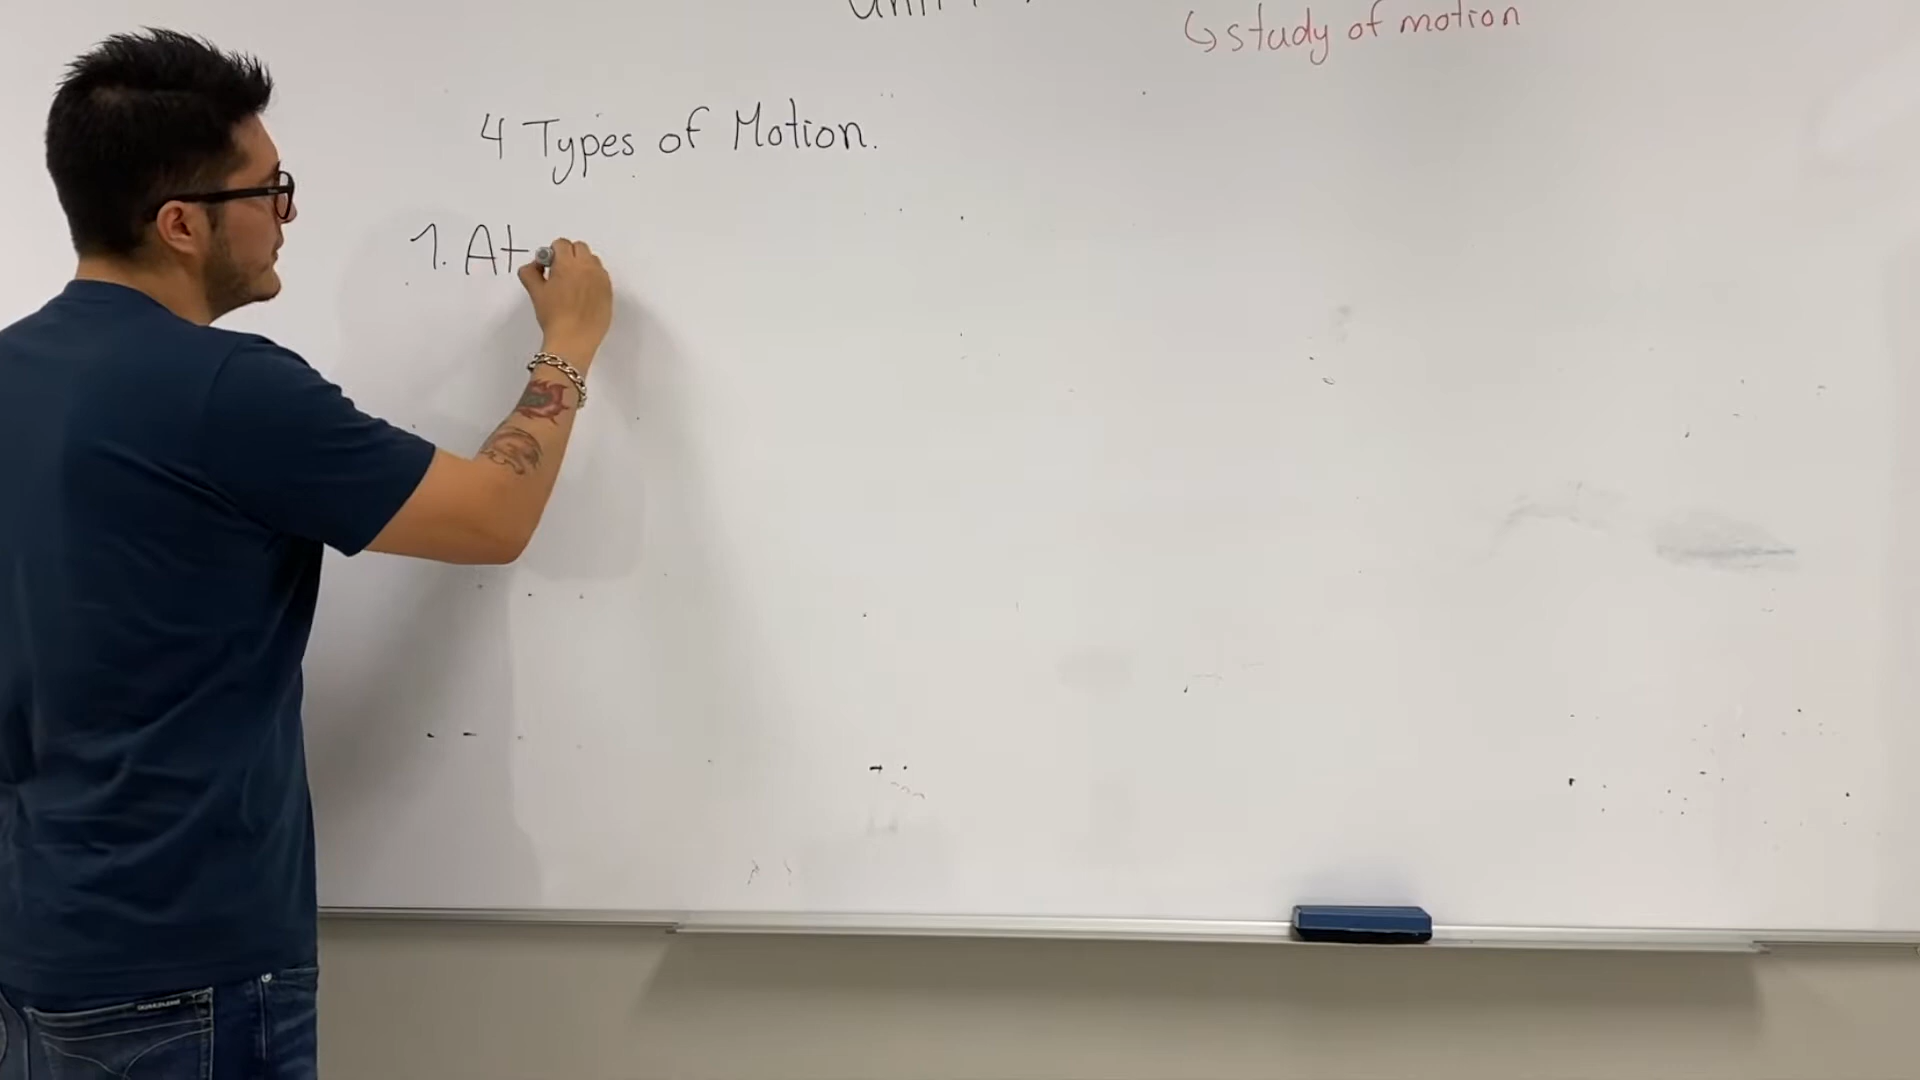 ↳ study of motion
4 Types of Motion.
1. At